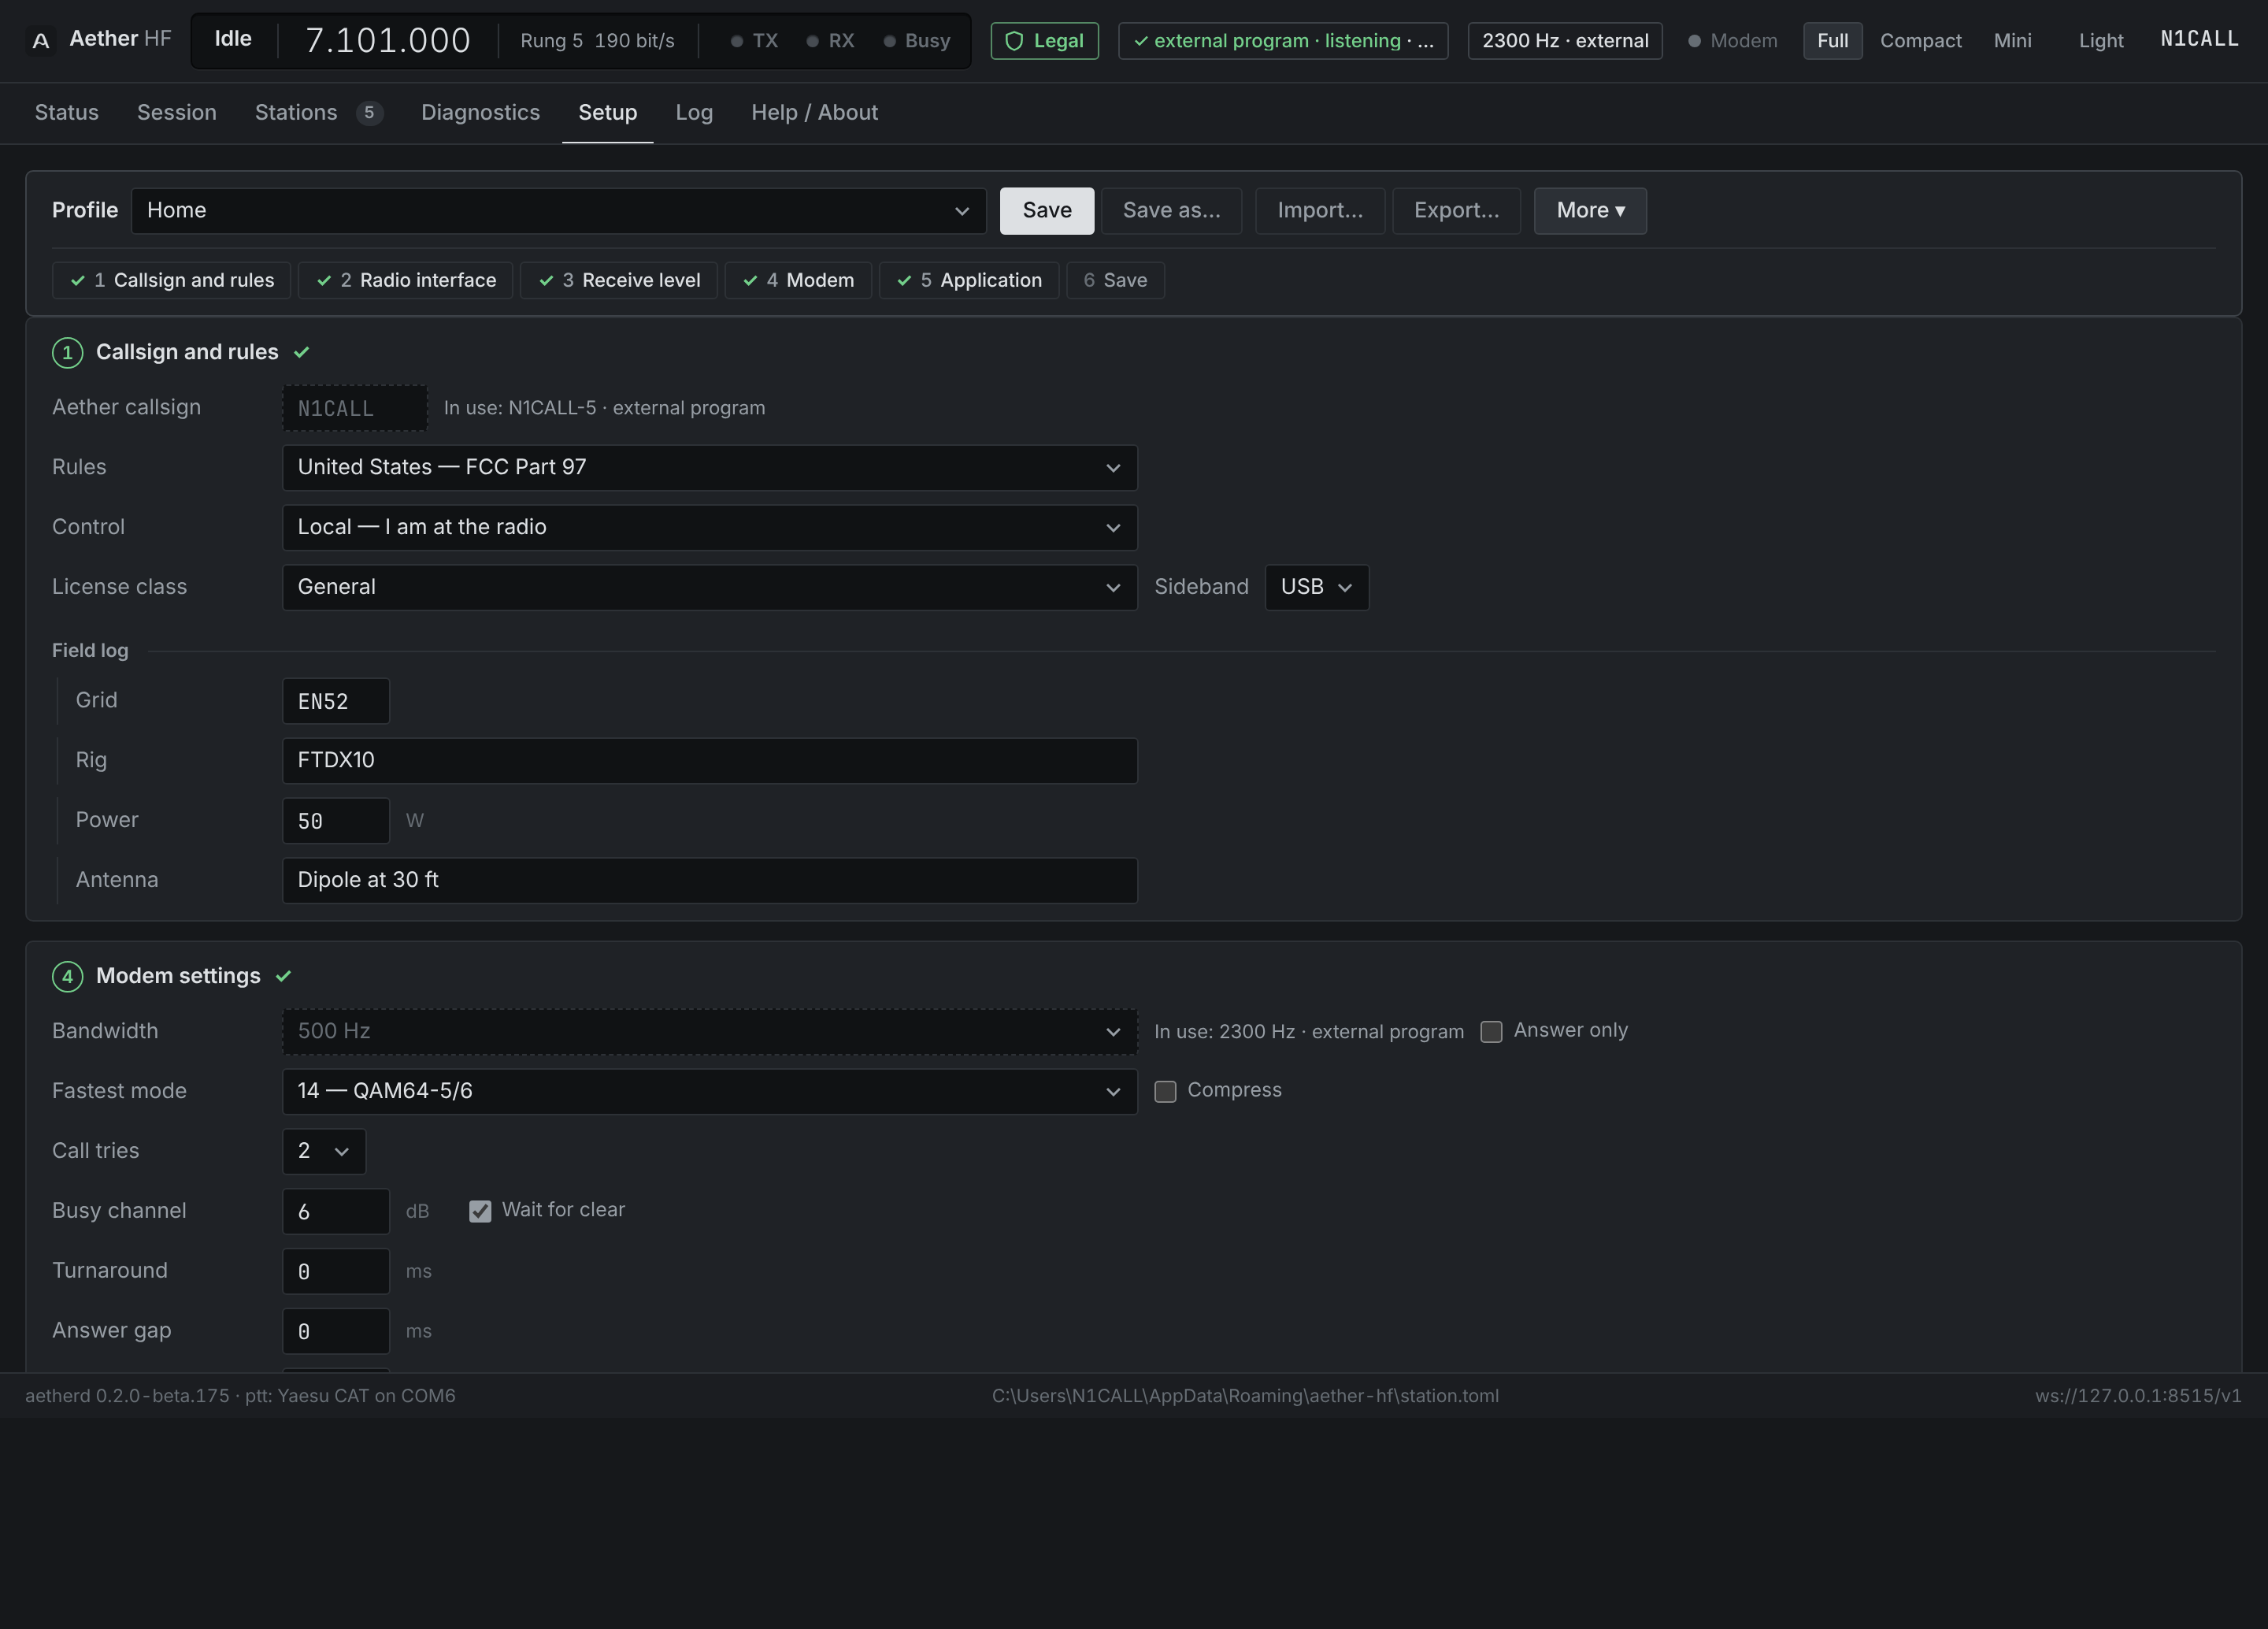 Aether HF Idle 7.101.000 Rung 5 190 bit/s TX RX Busy Legal ✓ external program · listening · ... 2300 Hz · external Modem Full Compact Mini Light N1CALL
Status Session Stations 5 Diagnostics Setup Log Help / About
Profile Home Save Save as... Import... Export... More ▾
✓ 1 Callsign and rules ✓ 2 Radio interface ✓ 3 Receive level ✓ 4 Modem ✓ 5 Application 6 Save
1 Callsign and rules ✓
Aether callsign N1CALL In use: N1CALL-5 · external program
Rules United States — FCC Part 97
Control Local — I am at the radio
License class General Sideband USB
Field log
Grid EN52
Rig FTDX10
Power 50 W
Antenna Dipole at 30 ft
4 Modem settings ✓
Bandwidth 500 Hz In use: 2300 Hz · external program Answer only
Fastest mode 14 — QAM64-5/6 Compress
Call tries 2
Busy channel 6 dB Wait for clear
Turnaround 0 ms
Answer gap 0 ms
aetherd 0.2.0-beta.175 · ptt: Yaesu CAT on COM6 C:\Users\N1CALL\AppData\Roaming\aether-hf\station.toml ws://127.0.0.1:8515/v1